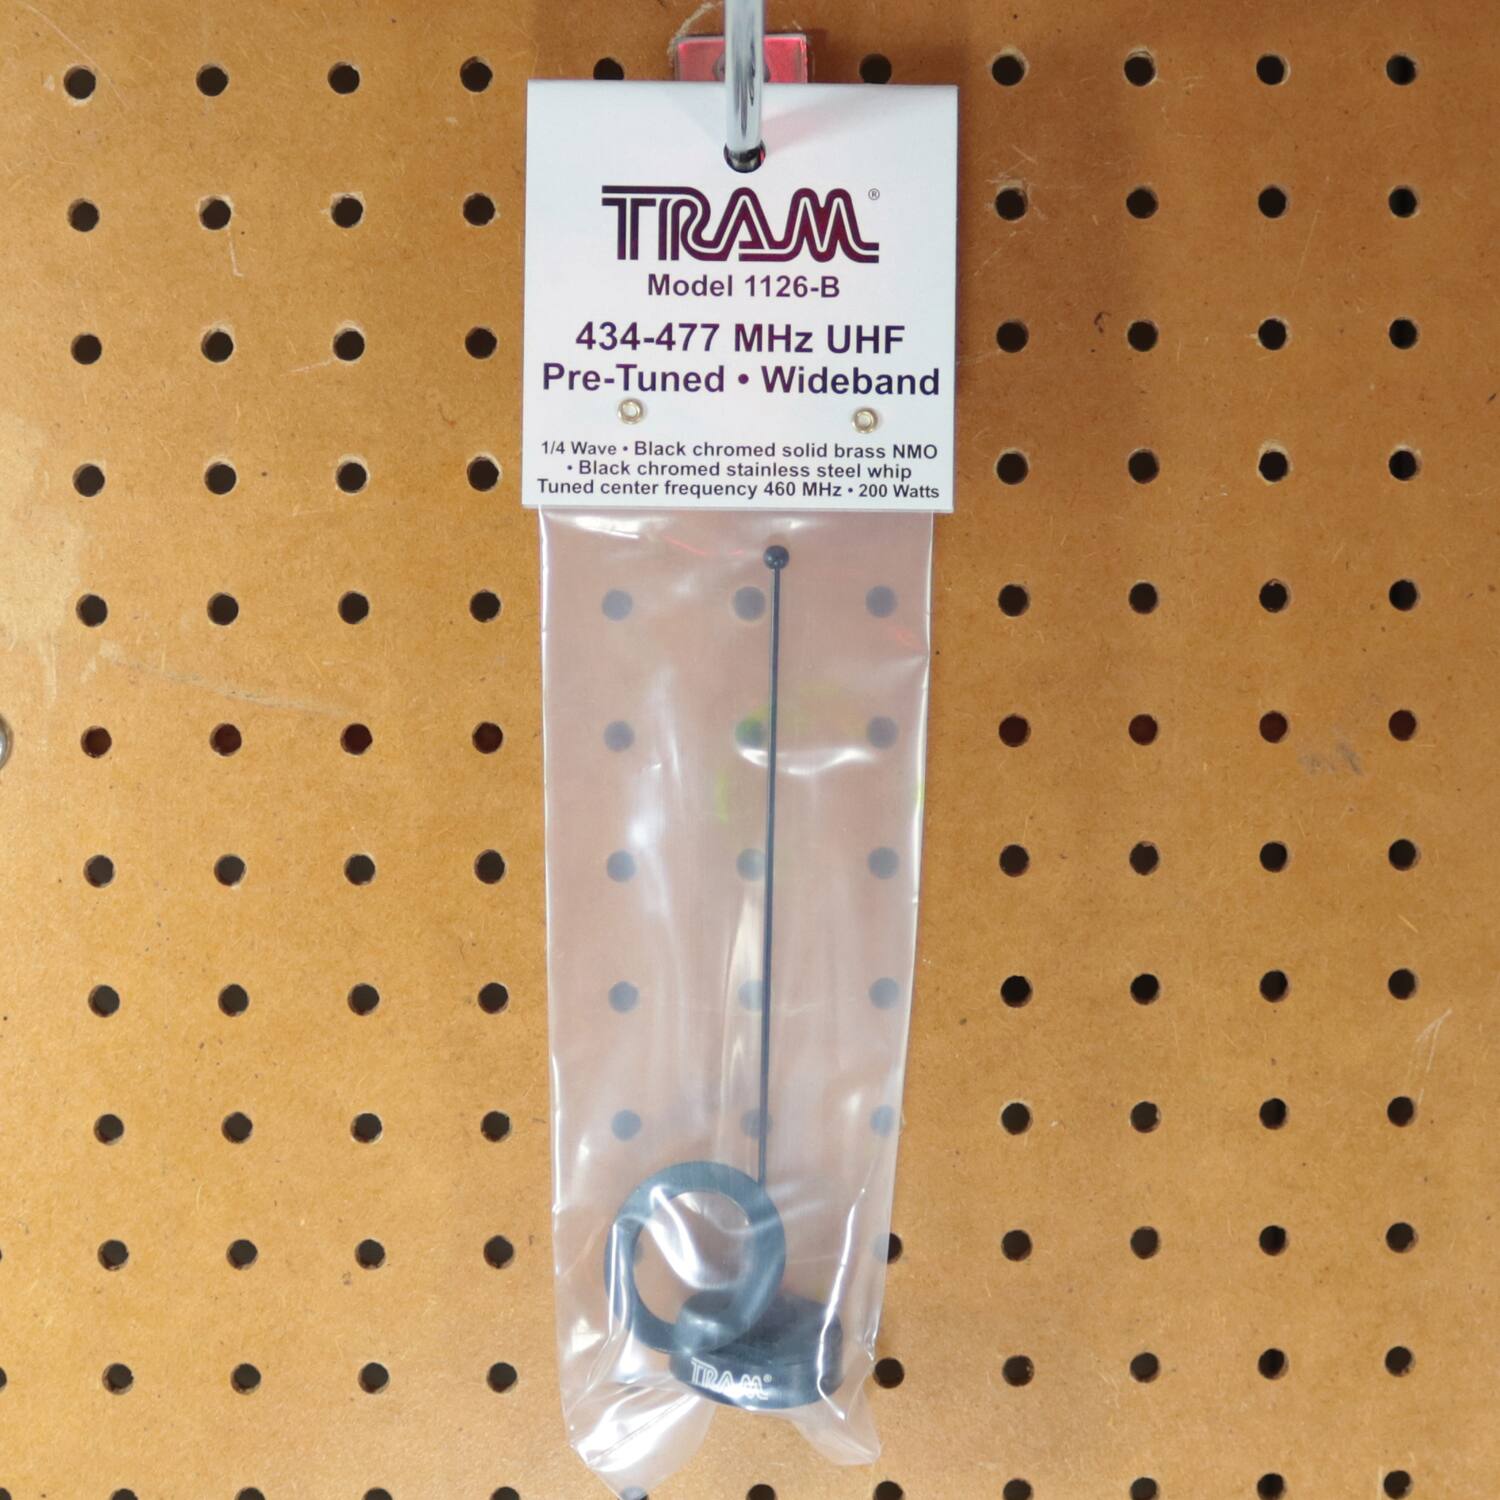 TRAM®
Model 1126-B
434-477 MHz UHF
Pre-Tuned • Wideband
1/4 Wave • Black chromed solid brass NMO
• Black chromed stainless steel whip
Tuned center frequency 460 MHz • 200 Watts
TRAM®